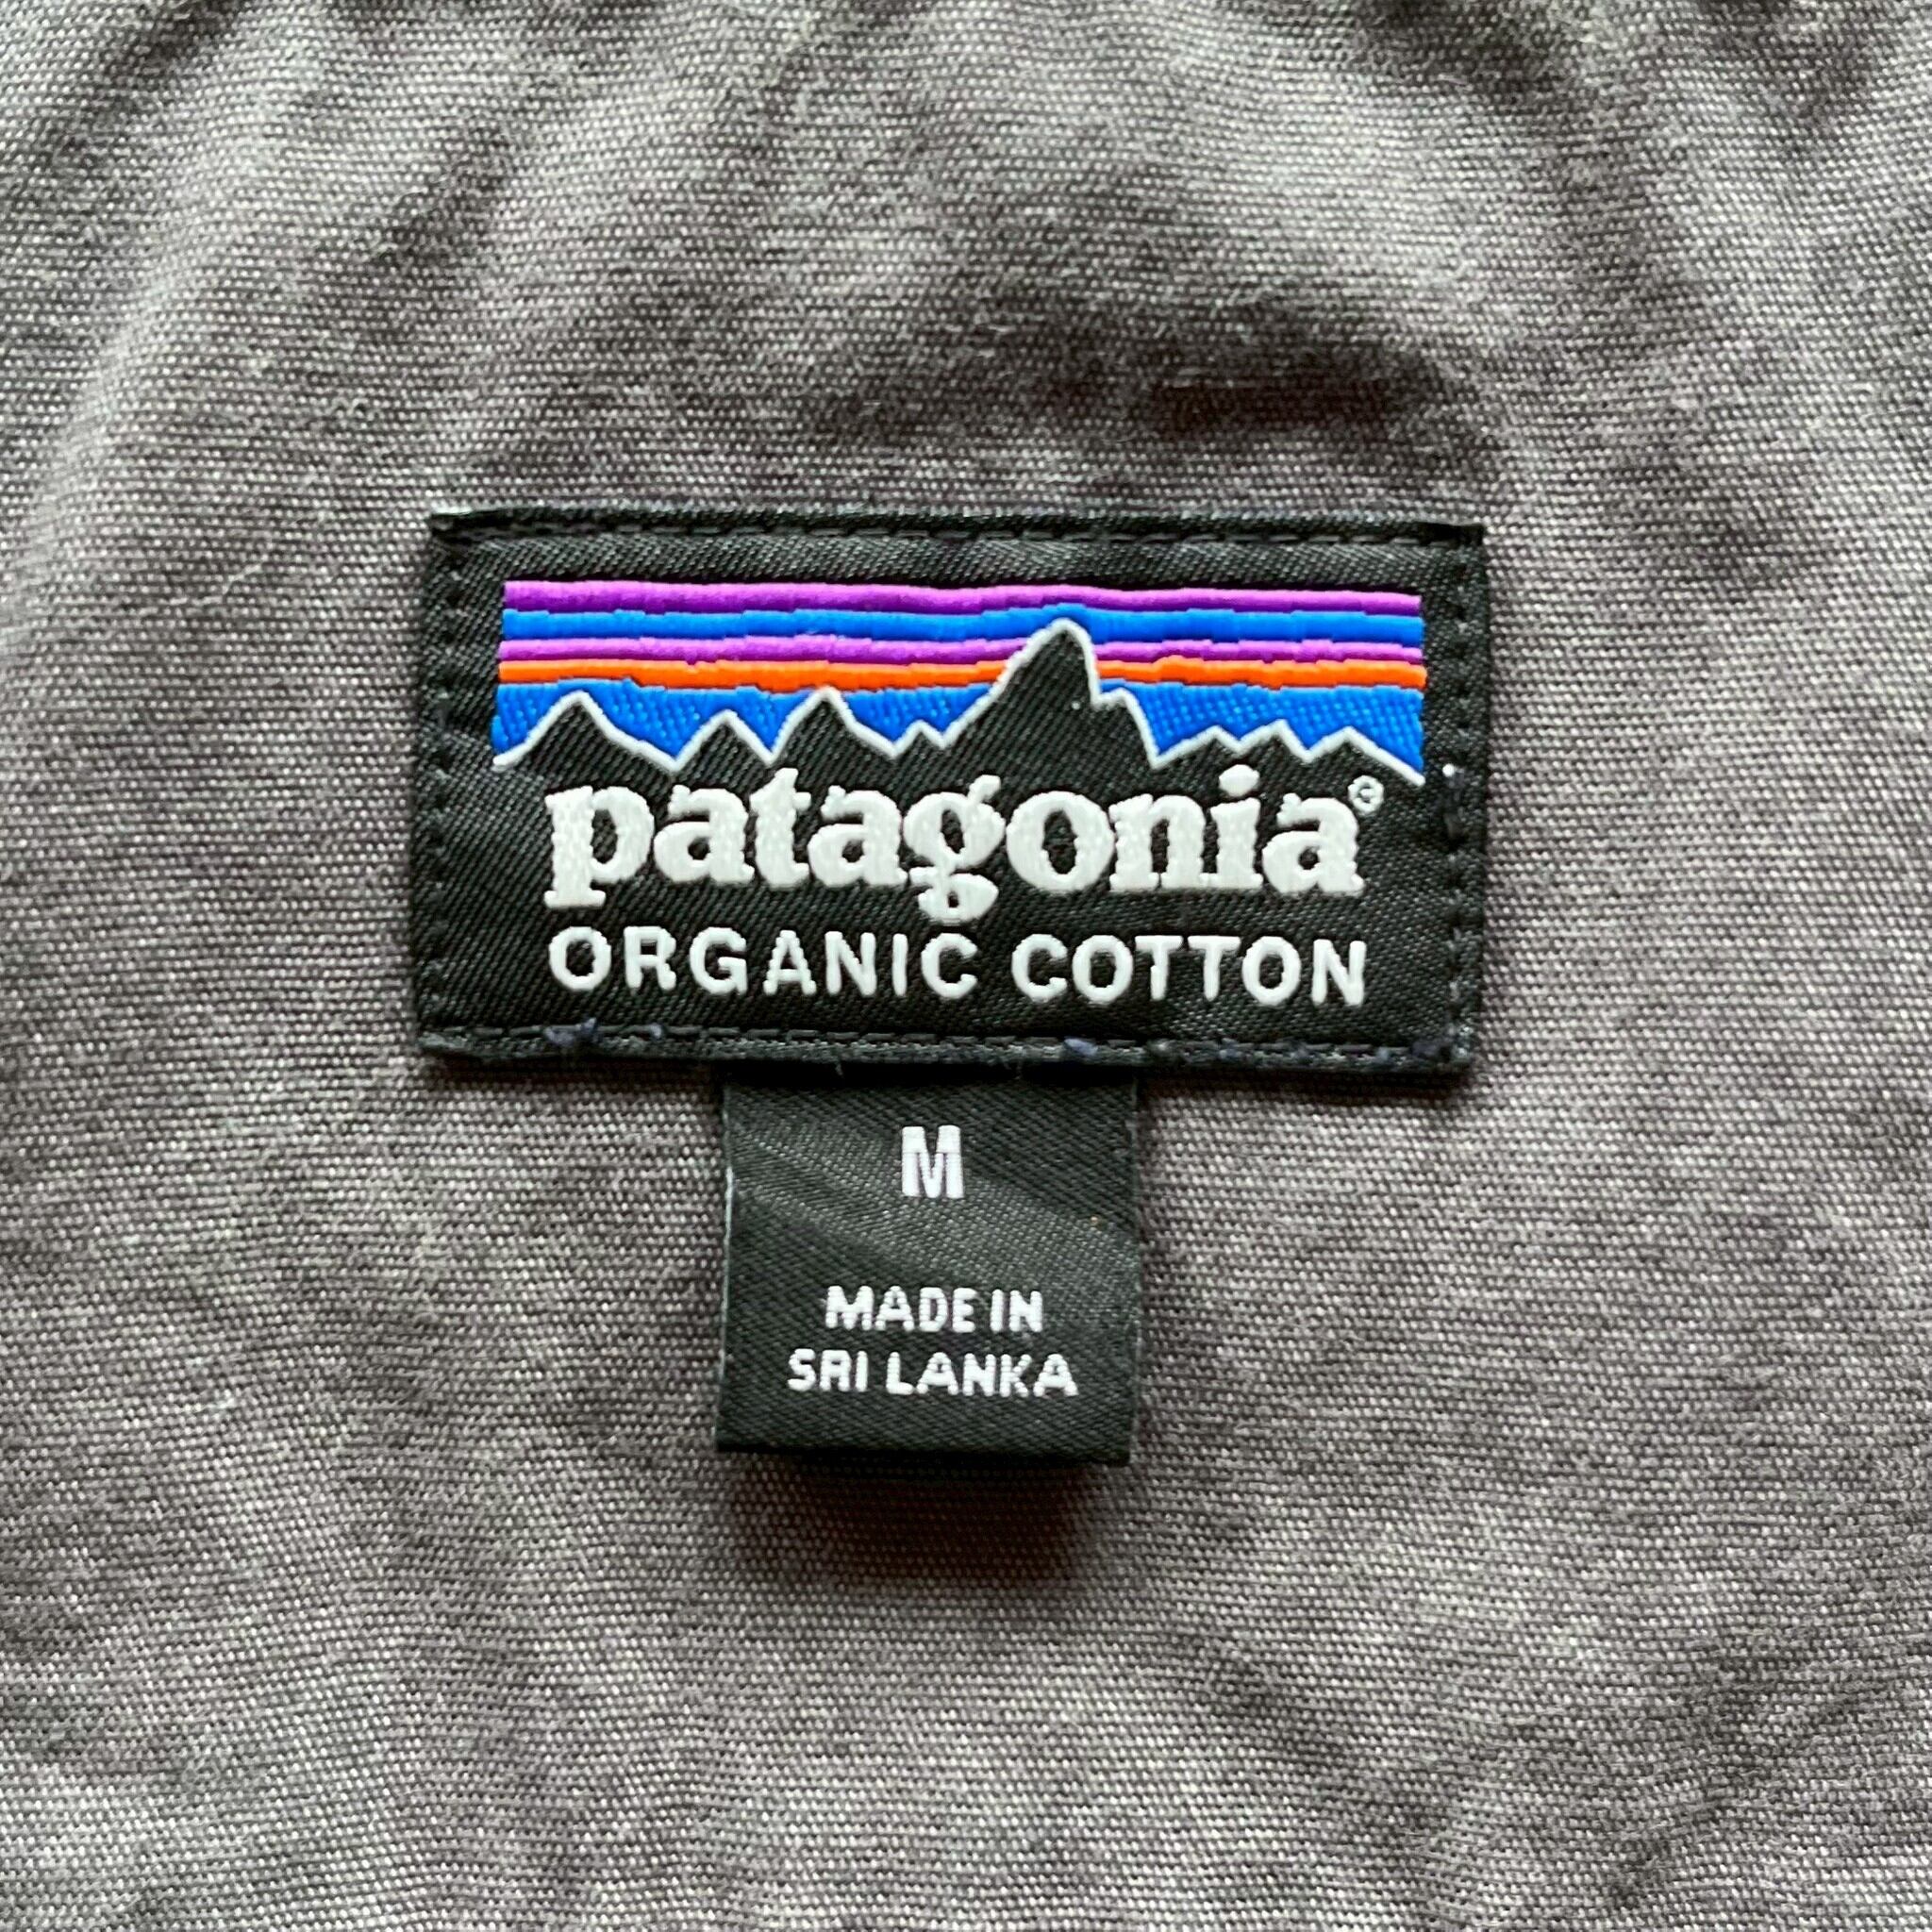 patagonia®
ORGANIC COTTON
M
MADE IN
SRI LANKA